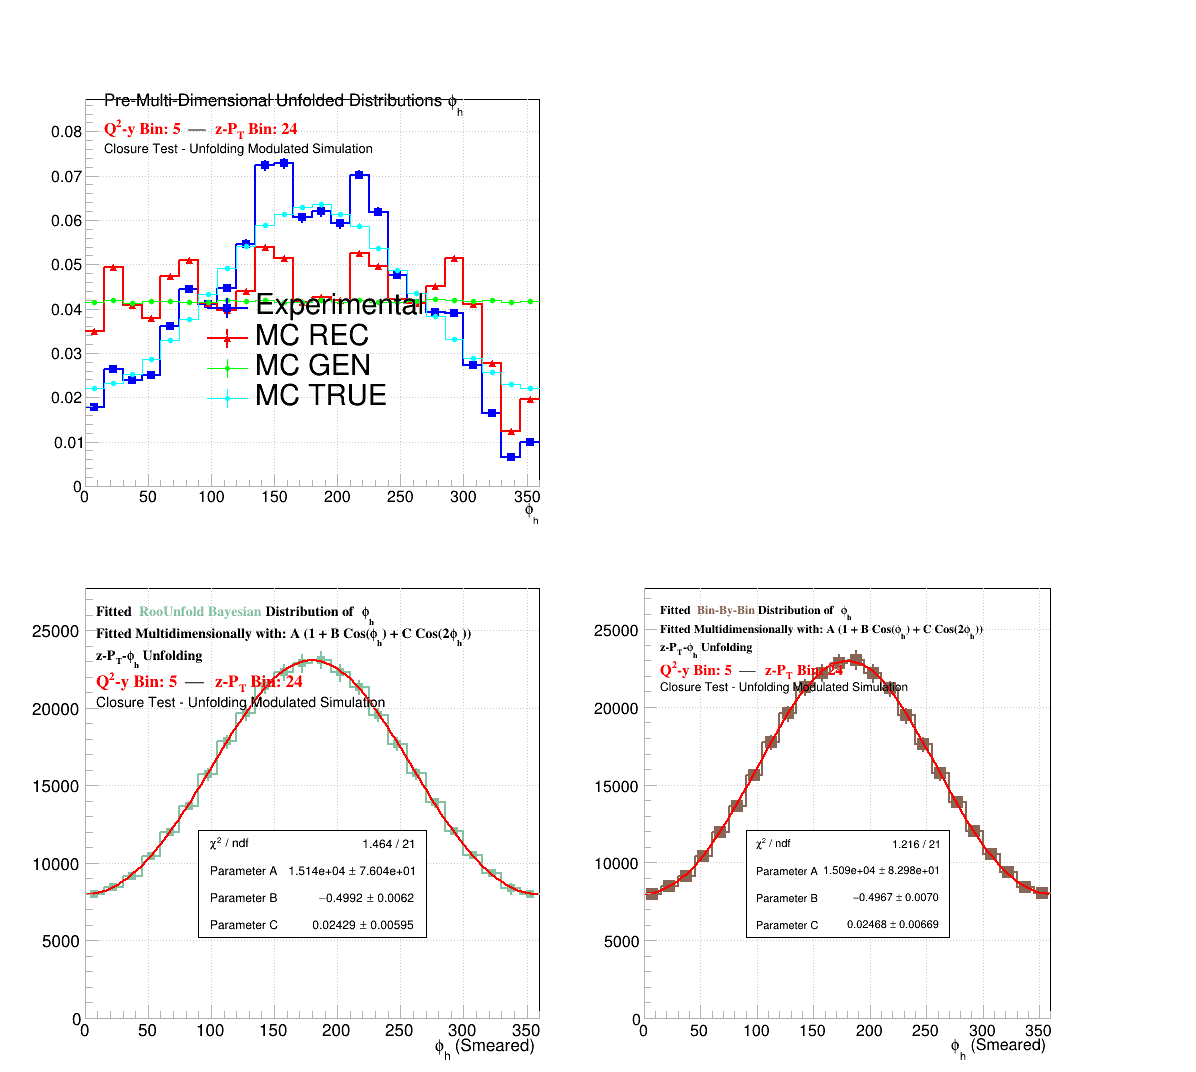 Pre-Multi-Dimensional Unfolded Distributions ϕh
Q²-y Bin: 5 — z-PT Bin: 24
Closure Test - Unfolding Modulated Simulation
0.08
0.07
0.06
0.05
0.04
0.03
0.02
0.01
0
Experimental
MC REC
MC GEN
MC TRUE
0 50 100 150 200 250 300 350
ϕh
Fitted RooUnfold Bayesian Distribution of ϕh
Fitted Multidimensionally with: A (1 + B Cos(ϕh) + C Cos(2ϕh))
z-PT-ϕh Unfolding
Q²-y Bin: 5 — z-PT Bin: 24
Closure Test - Unfolding Modulated Simulation
25000
20000
15000
10000
5000
0
χ² / ndf 1.464 / 21
Parameter A 1.514e+04 ± 7.604e+01
Parameter B −0.4992 ± 0.0062
Parameter C 0.02429 ± 0.00595
0 50 100 150 200 250 300 350
ϕh (Smeared)
Fitted Bin-By-Bin Distribution of ϕh
Fitted Multidimensionally with: A (1 + B Cos(ϕh) + C Cos(2ϕh))
z-PT-ϕh Unfolding
Q²-y Bin: 5 — z-PT Bin: 24
Closure Test - Unfolding Modulated Simulation
25000
20000
15000
10000
5000
0
χ² / ndf 1.216 / 21
Parameter A 1.509e+04 ± 8.298e+01
Parameter B −0.4967 ± 0.0070
Parameter C 0.02468 ± 0.00669
0 50 100 150 200 250 300 350
ϕh (Smeared)